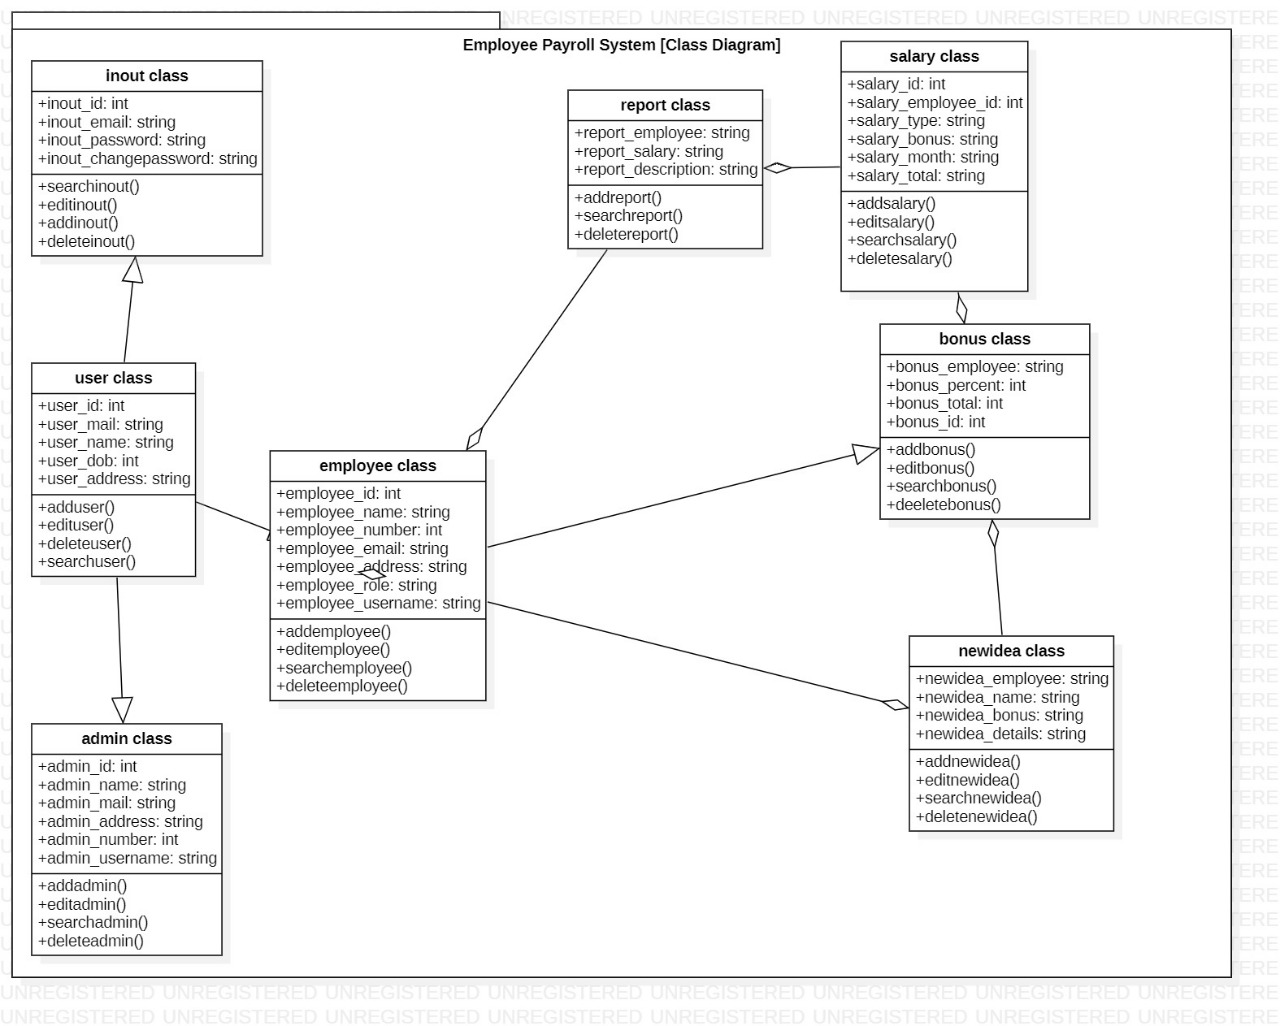 Employee Payroll System [Class Diagram]
inout class
+inout_id: int
+inout_email: string
+inout_password: string
+inout_changepassword: string
+searchinout()
+editinout()
+addinout()
+deleteinout()
report class
+report_employee: string
+report_salary: string
+report_description: string
+addreport()
+searchreport()
+deletereport()
salary class
+salary_id: int
+salary_employee_id: int
+salary_type: string
+salary_bonus: string
+salary_month: string
+salary_total: string
+addsalary()
+editsalary()
+searchsalary()
+deletesalary()
bonus class
+bonus_employee: string
+bonus_percent: int
+bonus_total: int
+bonus_id: int
+addbonus()
+editbonus()
+searchbonus()
+deeletebonus()
user class
+user_id: int
+user_mail: string
+user_name: string
+user_dob: int
+user_address: string
+adduser()
+edituser()
+deleteuser()
+searchuser()
employee class
+employee_id: int
+employee_name: string
+employee_number: int
+employee_email: string
+employee_address: string
+employee_role: string
+employee_username: string
+addemployee()
+editemployee()
+searchemployee()
+deleteemployee()
newidea class
+newidea_employee: string
+newidea_name: string
+newidea_bonus: string
+newidea_details: string
+addnewidea()
+editnewidea()
+searchnewidea()
+deletenewidea()
admin class
+admin_id: int
+admin_name: string
+admin_mail: string
+admin_address: string
+admin_number: int
+admin_username: string
+addadmin()
+editadmin()
+searchadmin()
+deleteadmin()
UNREGISTERED UNREGISTERED UNREGISTERED UNREGISTERED UNREGISTERED UNREGISTERED UNREGISTERED UNREGISTERE
UNREGISTERED UNREGISTERED UNREGISTERED UNREGISTERED UNREGISTERED UNREGISTERED UNREGISTERED UNREGISTERE